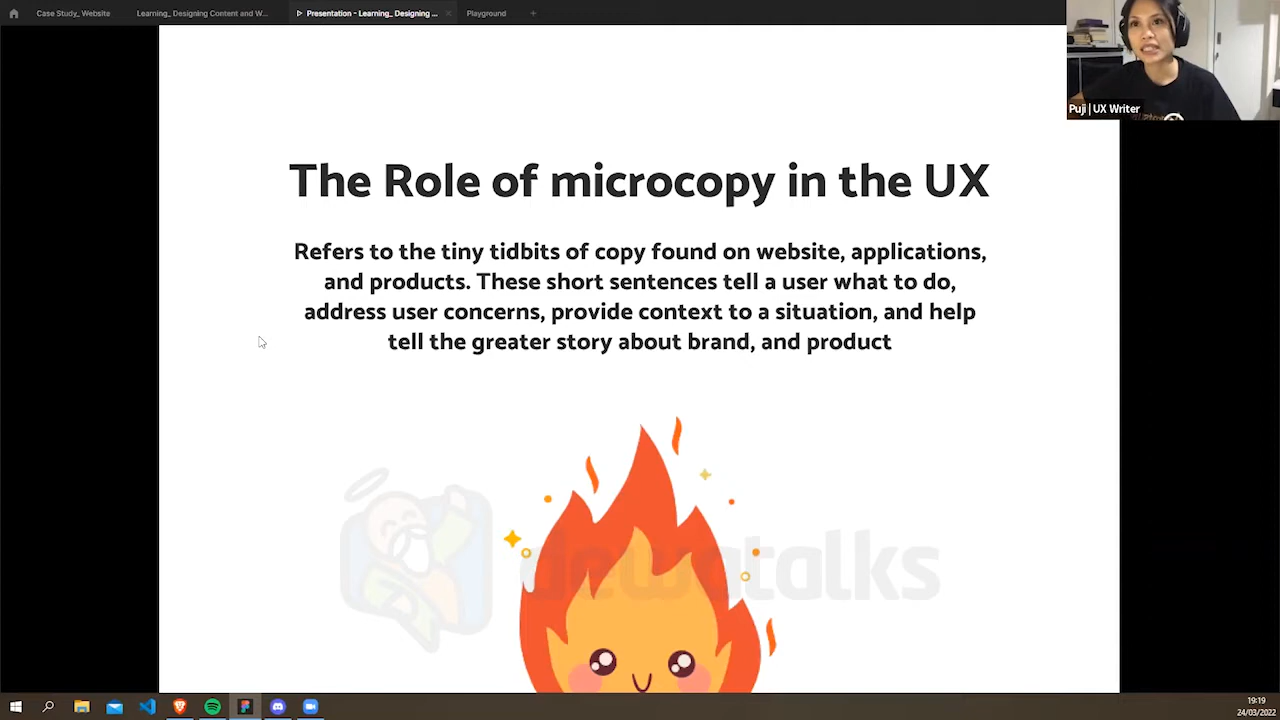 Case Study_ Website
Learning_ Designing Content and W...
Presentation - Learning_ Designing ...
Playground
Puji | UX Writer
The Role of microcopy in the UX
Refers to the tiny tidbits of copy found on website, applications,
and products. These short sentences tell a user what to do,
address user concerns, provide context to a situation, and help
tell the greater story about brand, and product
dewatalks
19:19
24/03/2022